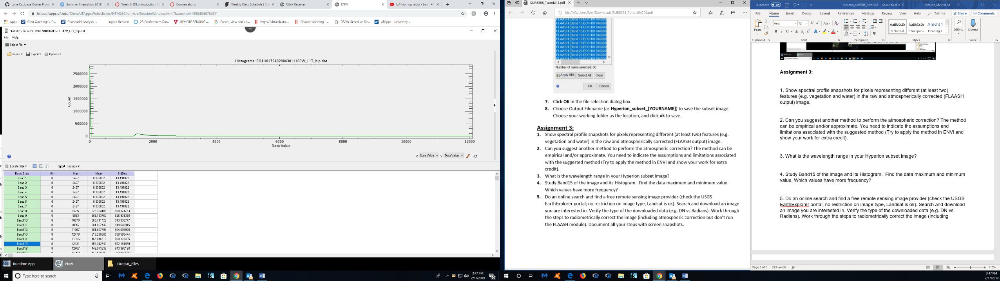 Lone Cabbage Oyster Proje
Summer Internships 2019 |
Week 6: IDL Introduction: S
Conversations
Weekly Class Schedule | Cla
Citrix Receiver
ENVI
lofi hip hop radio - bea
https://apps.ufl.edu/Citrix/UFAppsWeb/clients/HTML5Client/src/SessionWindow.html?launchid=1550434676437
Apps
Grad Openings » D...
Geospatial Analysis ...
Logout Redirect
23 Conferences Dat...
REMOTE SENSING ...
Create, view and ed...
https://virtuallearn....
Chapter Meeting – ...
GSAW-Schedule-De...
UFApps - University...
Statistics View: EO1H0170402004301110PW_L1T_bip.dat
File Help
Select Plot
Import Export Options
Histograms: EO1H0170402004301110PW_L1T_bip.dat
Count
2500000
2000000
1500000
1000000
500000
0
0 2000 4000 6000 8000 10000 12000
Data Value
X: Data Value Y: Data Value
Locate Stat Report Precision
Basic Stats Min Max Mean StdDev
Band 1 0 2427 0.336802 13.491822
Band 2 0 2427 0.336802 13.491822
Band 3 0 2427 0.336802 13.491822
Band 4 0 2427 0.336802 13.491822
Band 5 0 2427 0.336802 13.491822
Band 6 0 2427 0.336802 13.491822
Band 7 0 2427 0.336802 13.491822
Band 8 0 9435 523.304185 950.174773
Band 9 0 9893 509.133760 926.931338
Band 10 0 10278 500.711428 913.935777
Band 11 0 10857 501.067447 919.548015
Band 12 0 11567 501.807795 924.605925
Band 13 0 12478 513.268805 950.580474
Band 14 0 11916 465.846516 868.122465
Band 15 0 12131 454.312742 852.181879
Band 16 0 12407 446.973233 843.360198
Runtime App
ENVI
Output_Files
Type here to search
3:47 PM
2/17/2019
SUR5386_Tutorial 3.pdf
file:///C:/Users/Mel/Downloads/SUR5386_Tutorial%203.pdf
FLAASH (Band 12:EO1H01704020
FLAASH (Band 13:EO1H01704020
FLAASH (Band 14:EO1H01704020
FLAASH (Band 15:EO1H01704020
FLAASH (Band 16:EO1H01704020
FLAASH (Band 17:EO1H01704020
FLAASH (Band 18:EO1H01704020
FLAASH (Band 19:EO1H01704020
FLAASH (Band 20:EO1H01704020
FLAASH (Band 21:EO1H01704020
FLAASH (Band 22:EO1H01704020
Number of items selected: 80
Apply BBL Select All Clear
OK Cancel
7. Click OK in the file selection dialog box.
8. Choose Output Filename (as Hyperion_subset_[YOURNAME]) to save the subset image.
Choose your working folder as the location, and click ok to save.
Assignment 3:
1. Show spectral profile snapshots for pixels representing different (at least two) features (e.g.
vegetation and water) in the raw and atmospherically corrected (FLAASH output) image.
2. Can you suggest another method to perform the atmospheric correction? The method can be
empirical and/or approximate. You need to indicate the assumptions and limitations associated
with the suggested method (Try to apply the method in ENVI and show your work for extra
credit).
3. What is the wavelength range in your Hyperion subset image?
4. Study Band15 of the image and its Histogram. Find the data maximum and minimum value.
Which values have more frequency?
5. Do an online search and find a free remote sensing image provider (check the USGS
EarthExplorer portal; no restriction on image type, Landsat is ok). Search and download an image
you are interested in. Verify the type of the downloaded data (e.g. DN vs Radians). Work through
the steps to radiometrically correct the image (including atmospheric correction but don't run
the FLAASH module). Document all your steps with screen snapshots.
AutoSave Off
moreno_sur5386_tutorial3 - Saved to this PC
Moreno,Melissa M
File Home Insert Design Layout References Mailings Review View Help Tell me Share Comments
Paste
Arial 12
AaBbCcDc AaBbCcDc AaBbCc
¶ Normal ¶ No Spac... Heading 1
Editing
Dictate
Clipboard Font Paragraph Styles Voice
Assignment 3:
1. Show spectral profile snapshots for pixels representing different (at least two)
features (e.g. vegetation and water) in the raw and atmospherically corrected (FLAASH
output) image.
2. Can you suggest another method to perform the atmospheric correction? The method
can be empirical and/or approximate. You need to indicate the assumptions and
limitations associated with the suggested method (Try to apply the method in ENVI and
show your work for extra credit).
3. What is the wavelength range in your Hyperion subset image?
4. Study Band15 of the image and its Histogram. Find the data maximum and minimum
value. Which values have more frequency?
5. Do an online search and find a free remote sensing image provider (check the USGS
EarthExplorer portal; no restriction on image type, Landsat is ok). Search and download
an image you are interested in. Verify the type of the downloaded data (e.g. DN vs
Radians). Work through the steps to radiometrically correct the image (including
Page 5 of 6 243 words
115%
3:47 PM
2/17/2019